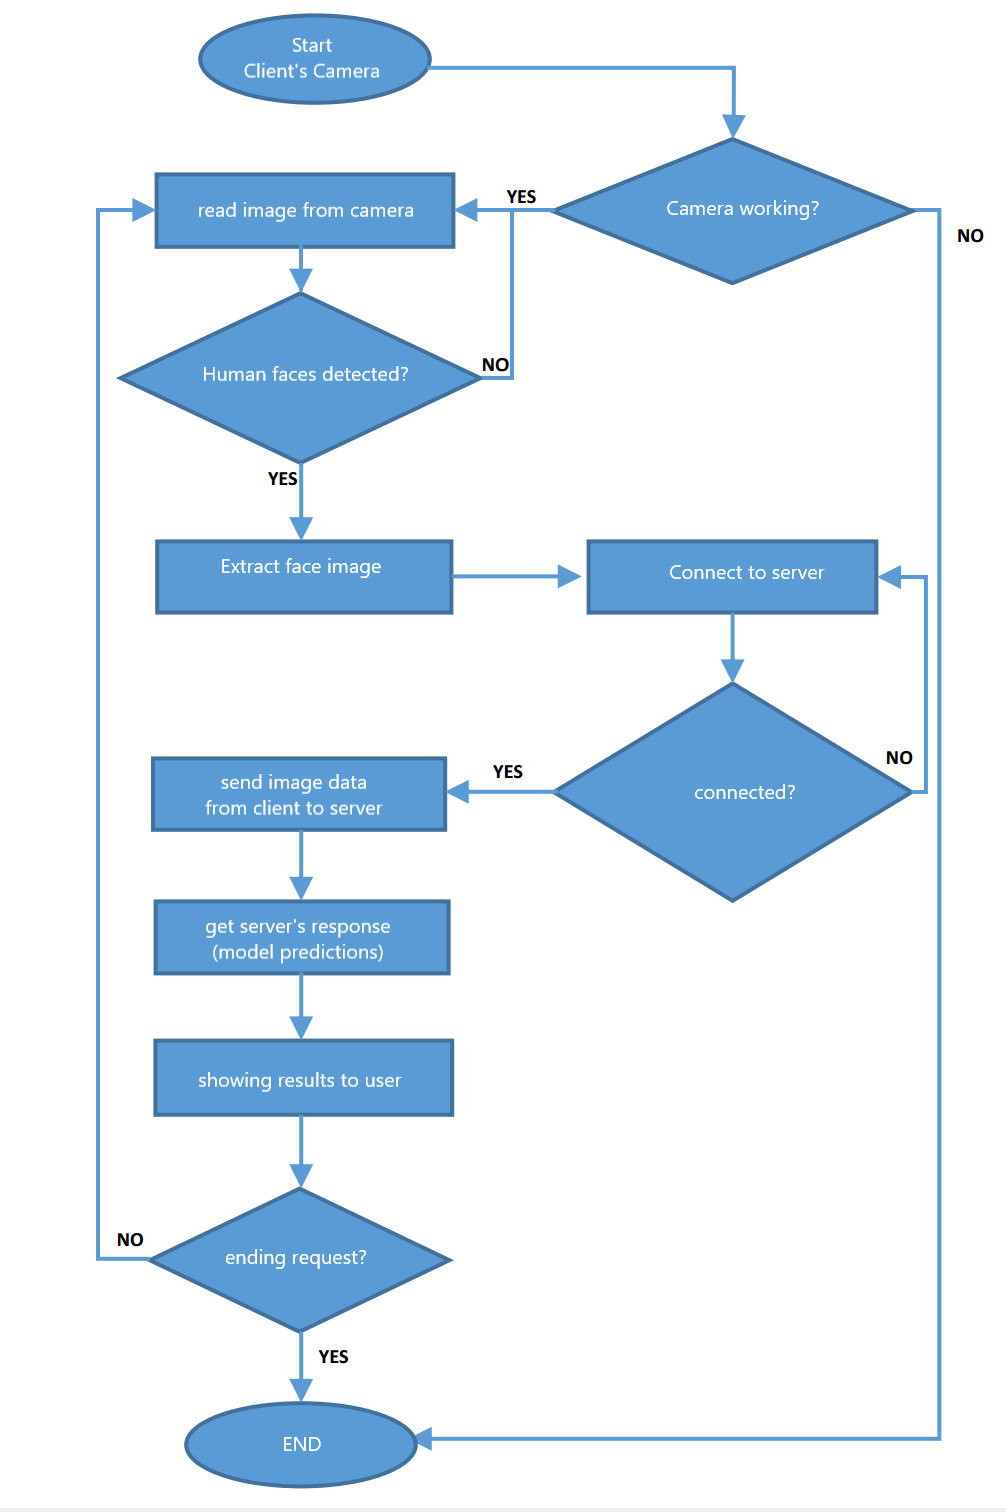 Start
Client's Camera
Camera working?
YES
NO
read image from camera
Human faces detected?
NO
YES
Extract face image
Connect to server
connected?
NO
YES
send image data
from client to server
get server's response
(model predictions)
showing results to user
ending request?
NO
YES
END